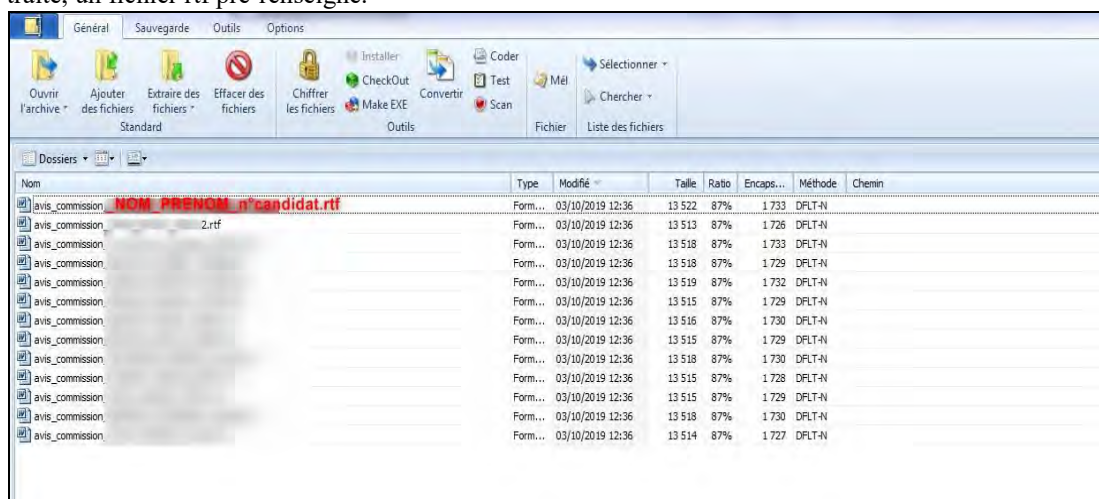 traité, un fichier rtf pré-renseigné.
Général Sauvegarde Outils Options
Ouvrir l'archive Ajouter des fichiers Extraire des fichiers Effacer des fichiers
Standard
Chiffrer les fichiers Installer CheckOut Make EXE Convertir Coder Test Scan
Outils
Mél
Fichier
Sélectionner
Chercher
Liste des fichiers
Dossiers
Nom Type Modifié Taille Ratio Encaps... Méthode Chemin
avis_commission_NOM_PRENOM_n°candidat.rtf Form... 03/10/2019 12:36 13 522 87% 1 733 DFLT-N
avis_commission_ 2.rtf Form... 03/10/2019 12:36 13 513 87% 1 726 DFLT-N
avis_commission_ Form... 03/10/2019 12:36 13 518 87% 1 733 DFLT-N
avis_commission_ Form... 03/10/2019 12:36 13 518 87% 1 729 DFLT-N
avis_commission_ Form... 03/10/2019 12:36 13 519 87% 1 732 DFLT-N
avis_commission_ Form... 03/10/2019 12:36 13 515 87% 1 729 DFLT-N
avis_commission_ Form... 03/10/2019 12:36 13 516 87% 1 730 DFLT-N
avis_commission_ Form... 03/10/2019 12:36 13 515 87% 1 729 DFLT-N
avis_commission_ Form... 03/10/2019 12:36 13 518 87% 1 730 DFLT-N
avis_commission_ Form... 03/10/2019 12:36 13 515 87% 1 728 DFLT-N
avis_commission_ Form... 03/10/2019 12:36 13 515 87% 1 729 DFLT-N
avis_commission_ Form... 03/10/2019 12:36 13 518 87% 1 730 DFLT-N
avis_commission_ Form... 03/10/2019 12:36 13 514 87% 1 727 DFLT-N